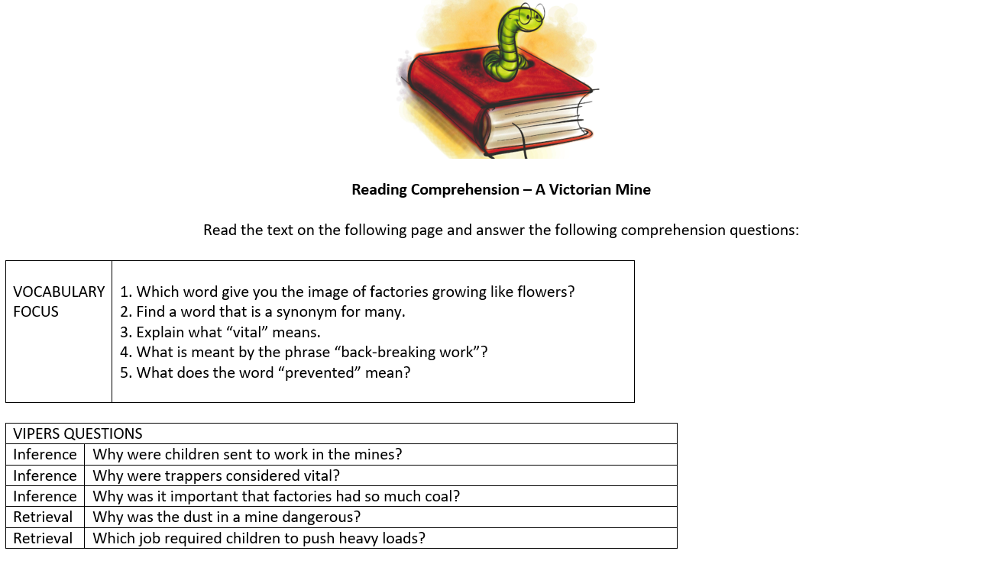 Reading Comprehension – A Victorian Mine
Read the text on the following page and answer the following comprehension questions:
VOCABULARY
FOCUS
1. Which word give you the image of factories growing like flowers?
2. Find a word that is a synonym for many.
3. Explain what “vital” means.
4. What is meant by the phrase “back-breaking work”?
5. What does the word “prevented” mean?
VIPERS QUESTIONS
Inference Why were children sent to work in the mines?
Inference Why were trappers considered vital?
Inference Why was it important that factories had so much coal?
Retrieval Why was the dust in a mine dangerous?
Retrieval Which job required children to push heavy loads?